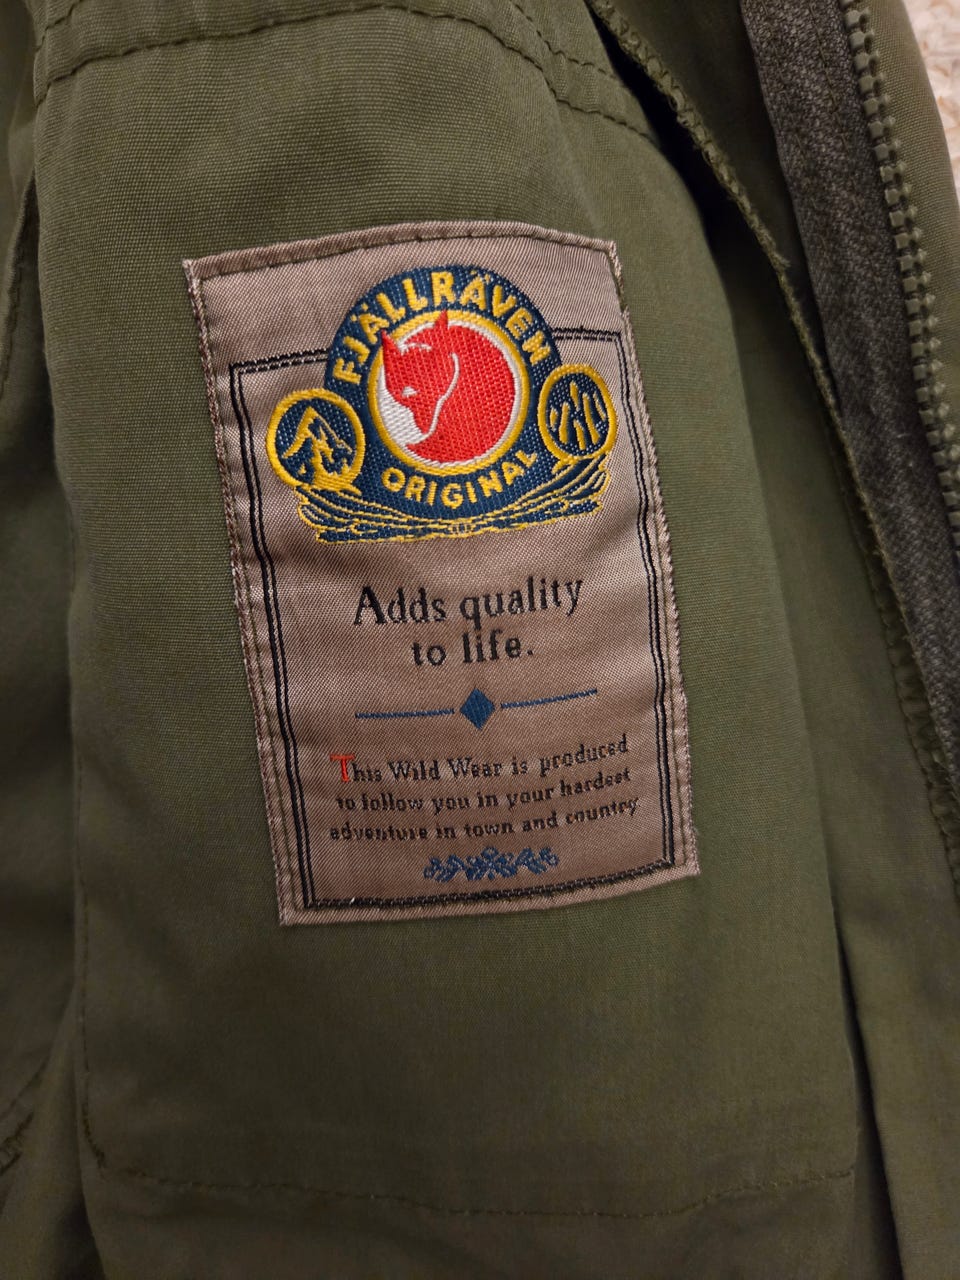 FJÄLLRÄVEN
ORIGINAL
Adds quality
to life.
This Wild Wear is produced
to follow you in your hardest
adventure in town and country